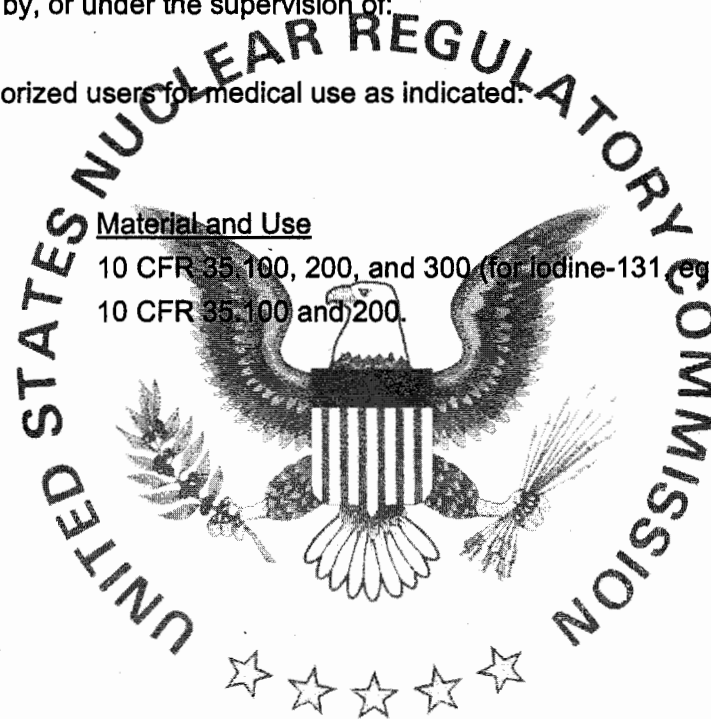 by, or under the supervision of:
orized users for medical use as indicated:
Material and Use
10 CFR 35.100, 200, and 300 (for iodine-131, eq
10 CFR 35.100 and 200.
UNITED STATES NUCLEAR REGULATORY COMMISSION